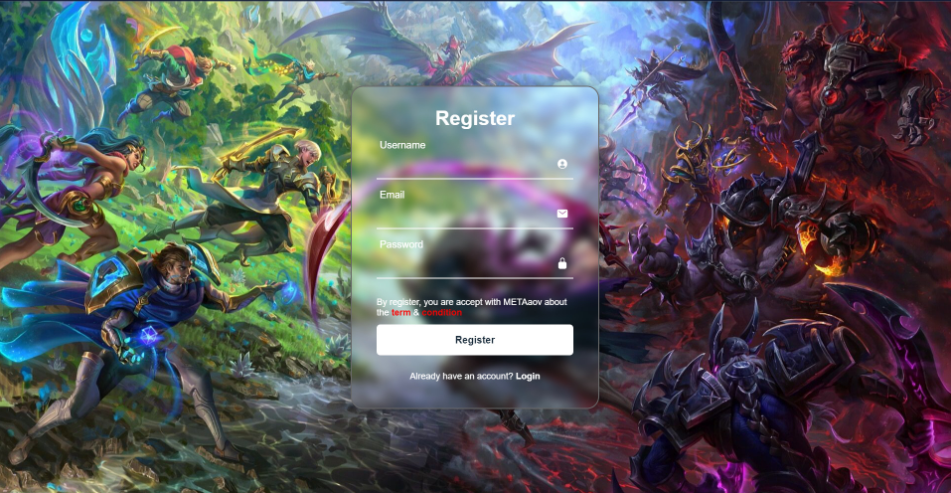 Register
Username
Email
Password
By register, you are accept with METAaov about
the term & condition
Register
Already have an account? Login